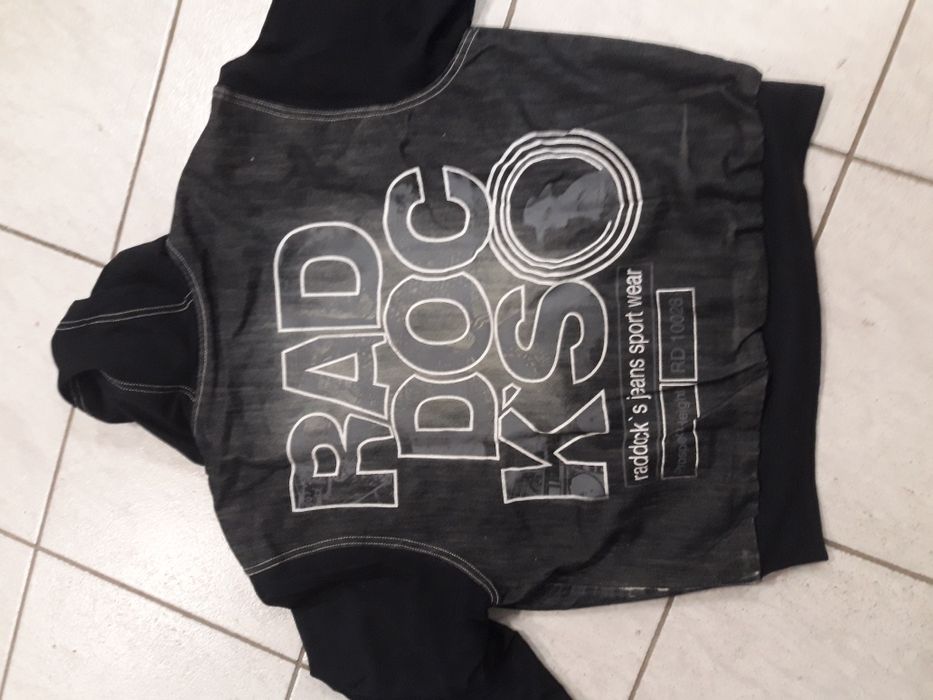 RAD
DOC
K'S
raddock`s jeans sport wear
RD 10028